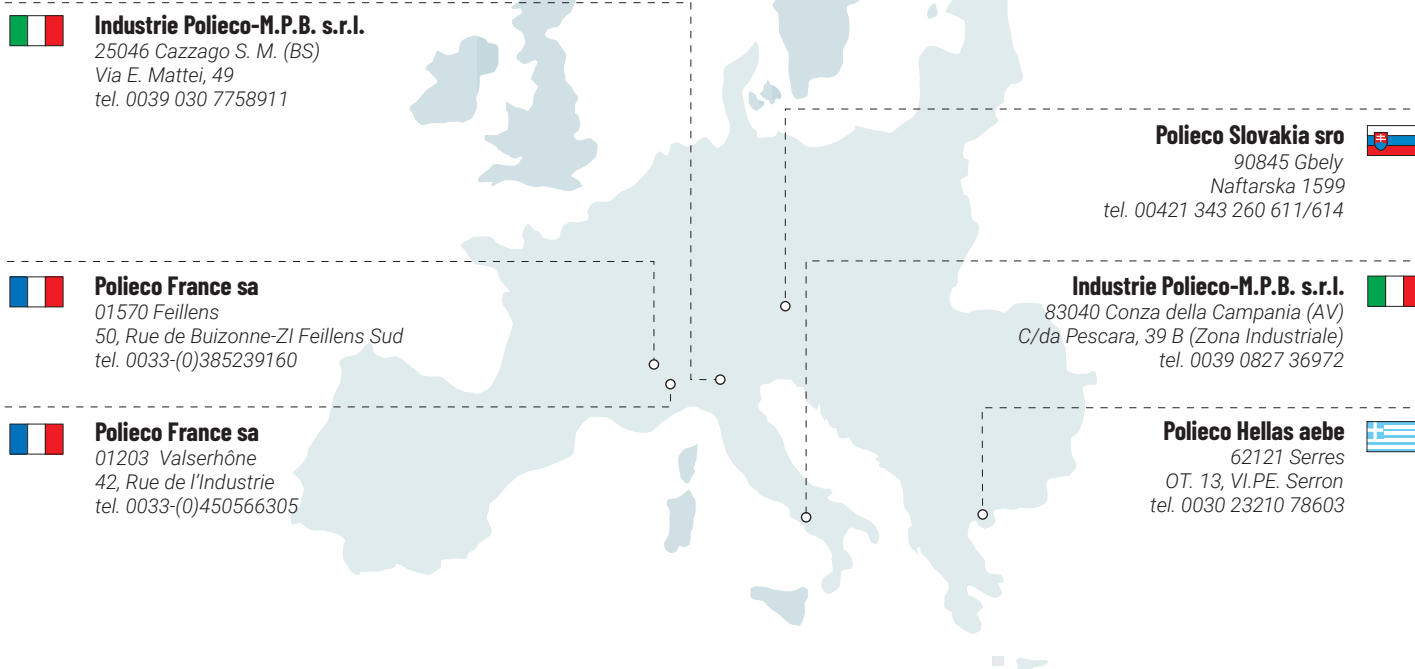 Industrie Polieco-M.P.B. s.r.l.
25046 Cazzago S. M. (BS)
Via E. Mattei, 49
tel. 0039 030 7758911
Polieco France sa
01570 Feillens
50, Rue de Buizonne-ZI Feillens Sud
tel. 0033-(0)385239160
Polieco France sa
01203 Valserhône
42, Rue de l'Industrie
tel. 0033-(0)450566305
Polieco Slovakia sro
90845 Gbely
Naftarska 1599
tel. 00421 343 260 611/614
Industrie Polieco-M.P.B. s.r.l.
83040 Conza della Campania (AV)
C/da Pescara, 39 B (Zona Industriale)
tel. 0039 0827 36972
Polieco Hellas aebe
62121 Serres
OT. 13, VI.PE. Serron
tel. 0030 23210 78603